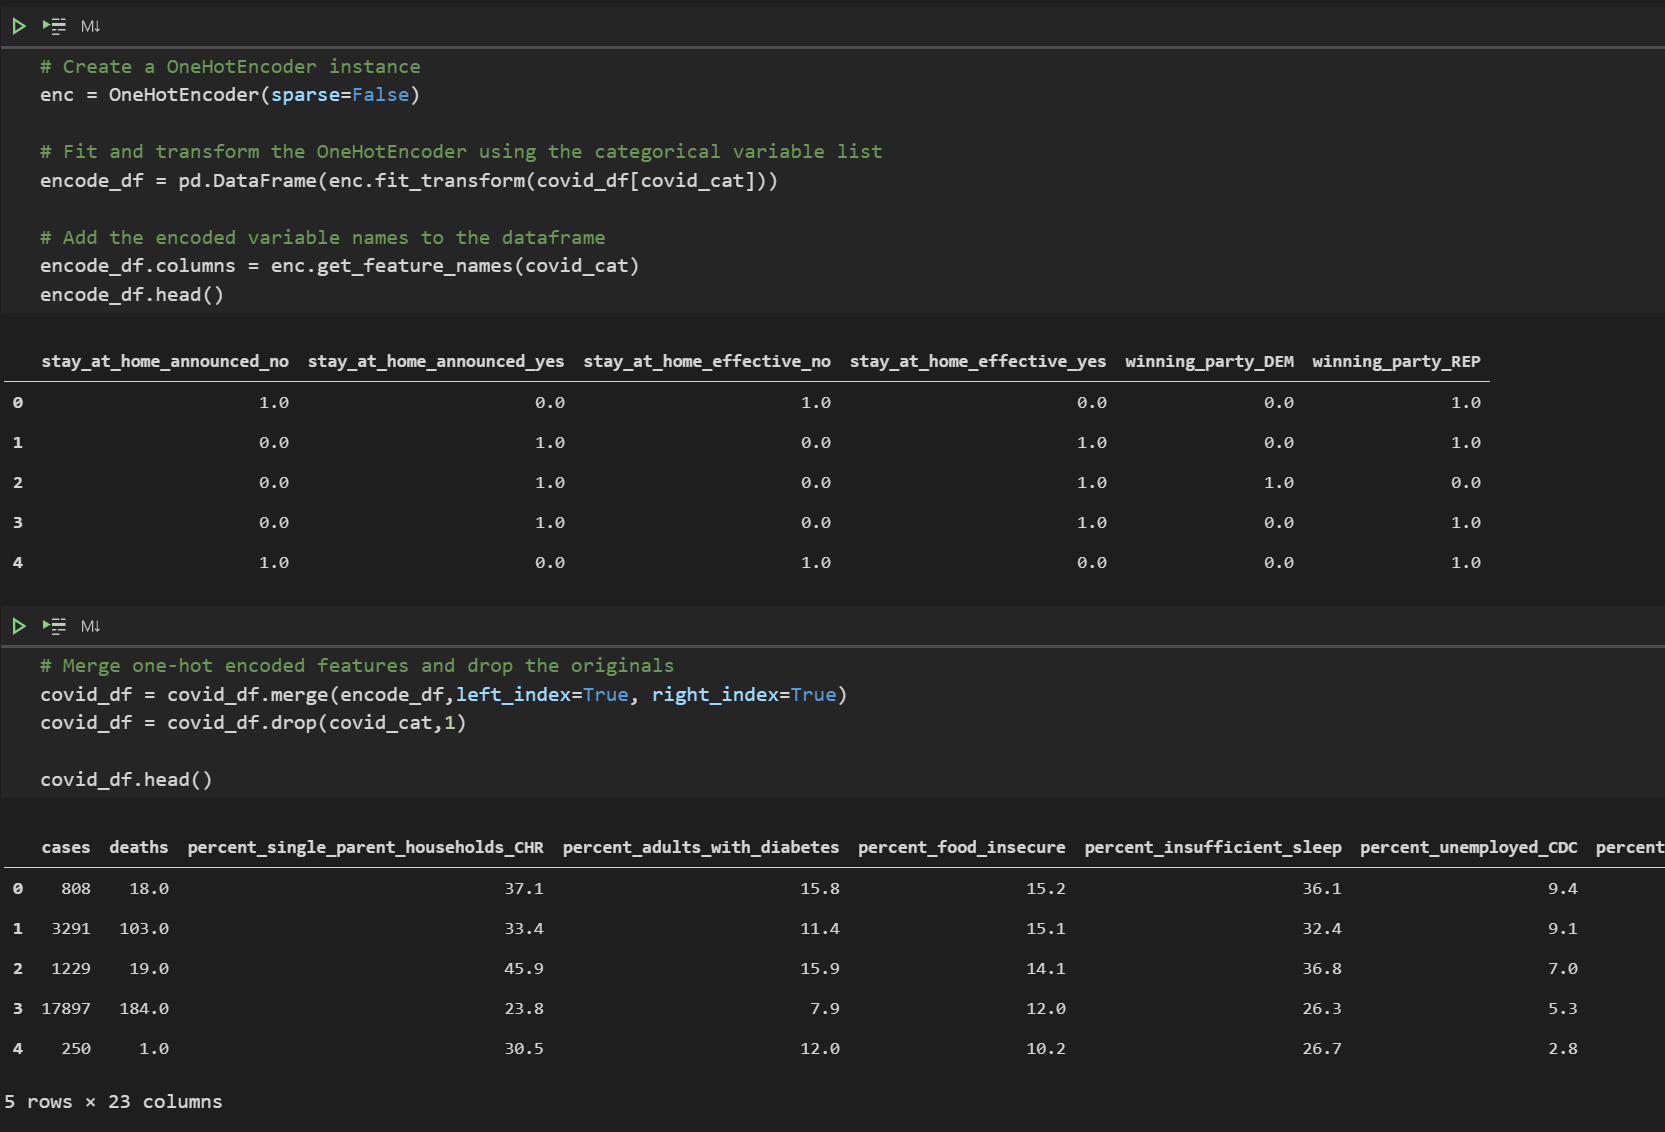 M↓
# Create a OneHotEncoder instance
enc = OneHotEncoder(sparse=False)
# Fit and transform the OneHotEncoder using the categorical variable list
encode_df = pd.DataFrame(enc.fit_transform(covid_df[covid_cat]))
# Add the encoded variable names to the dataframe
encode_df.columns = enc.get_feature_names(covid_cat)
encode_df.head()
stay_at_home_announced_no stay_at_home_announced_yes stay_at_home_effective_no stay_at_home_effective_yes winning_party_DEM winning_party_REP
0 1.0 0.0 1.0 0.0 0.0 1.0
1 0.0 1.0 0.0 1.0 0.0 1.0
2 0.0 1.0 0.0 1.0 1.0 0.0
3 0.0 1.0 0.0 1.0 0.0 1.0
4 1.0 0.0 1.0 0.0 0.0 1.0
M↓
# Merge one-hot encoded features and drop the originals
covid_df = covid_df.merge(encode_df,left_index=True, right_index=True)
covid_df = covid_df.drop(covid_cat,1)
covid_df.head()
cases deaths percent_single_parent_households_CHR percent_adults_with_diabetes percent_food_insecure percent_insufficient_sleep percent_unemployed_CDC percent
0 808 18.0 37.1 15.8 15.2 36.1 9.4
1 3291 103.0 33.4 11.4 15.1 32.4 9.1
2 1229 19.0 45.9 15.9 14.1 36.8 7.0
3 17897 184.0 23.8 7.9 12.0 26.3 5.3
4 250 1.0 30.5 12.0 10.2 26.7 2.8
5 rows × 23 columns